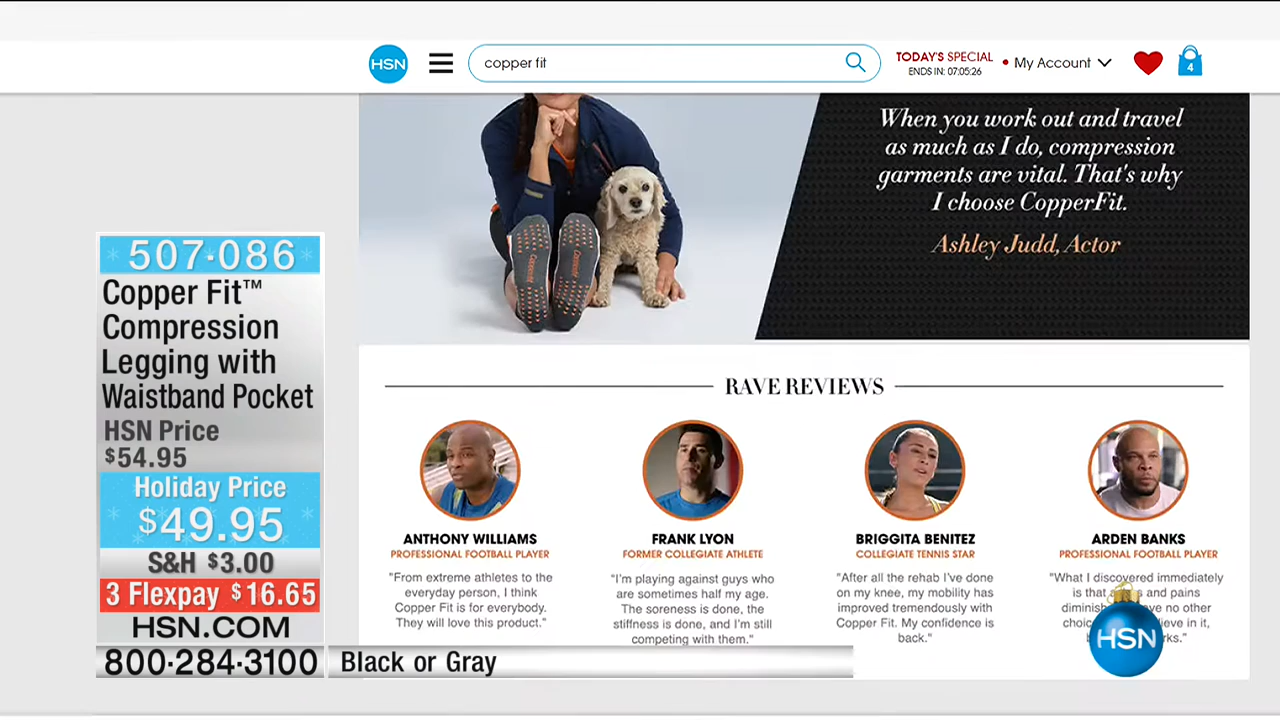 HSN
copper fit
TODAY'S SPECIAL
ENDS IN: 07:05:26
My Account
4
When you work out and travel
as much as I do, compression
garments are vital. That's why
I choose CopperFit.
Ashley Judd, Actor
507·086
Copper Fit™
Compression
Legging with
Waistband Pocket
HSN Price
$54.95
Holiday Price
$49.95
S&H $3.00
3 Flexpay $16.65
HSN.COM
800·284·3100
Black or Gray
RAVE REVIEWS
ANTHONY WILLIAMS
PROFESSIONAL FOOTBALL PLAYER
"From extreme athletes to the
everyday person, I think
Copper Fit is for everybody.
They will love this product."
FRANK LYON
FORMER COLLEGIATE ATHLETE
"I'm playing against guys who
are sometimes half my age.
The soreness is done, the
stiffness is done, and I'm still
competing with them."
BRIGGITA BENITEZ
COLLEGIATE TENNIS STAR
"After all the rehab I've done
on my knee, my mobility has
improved tremendously with
Copper Fit. My confidence is
back."
ARDEN BANKS
PROFESSIONAL FOOTBALL PLAYER
"What I discovered immediately
is that and pains
no other
in it,
HSN